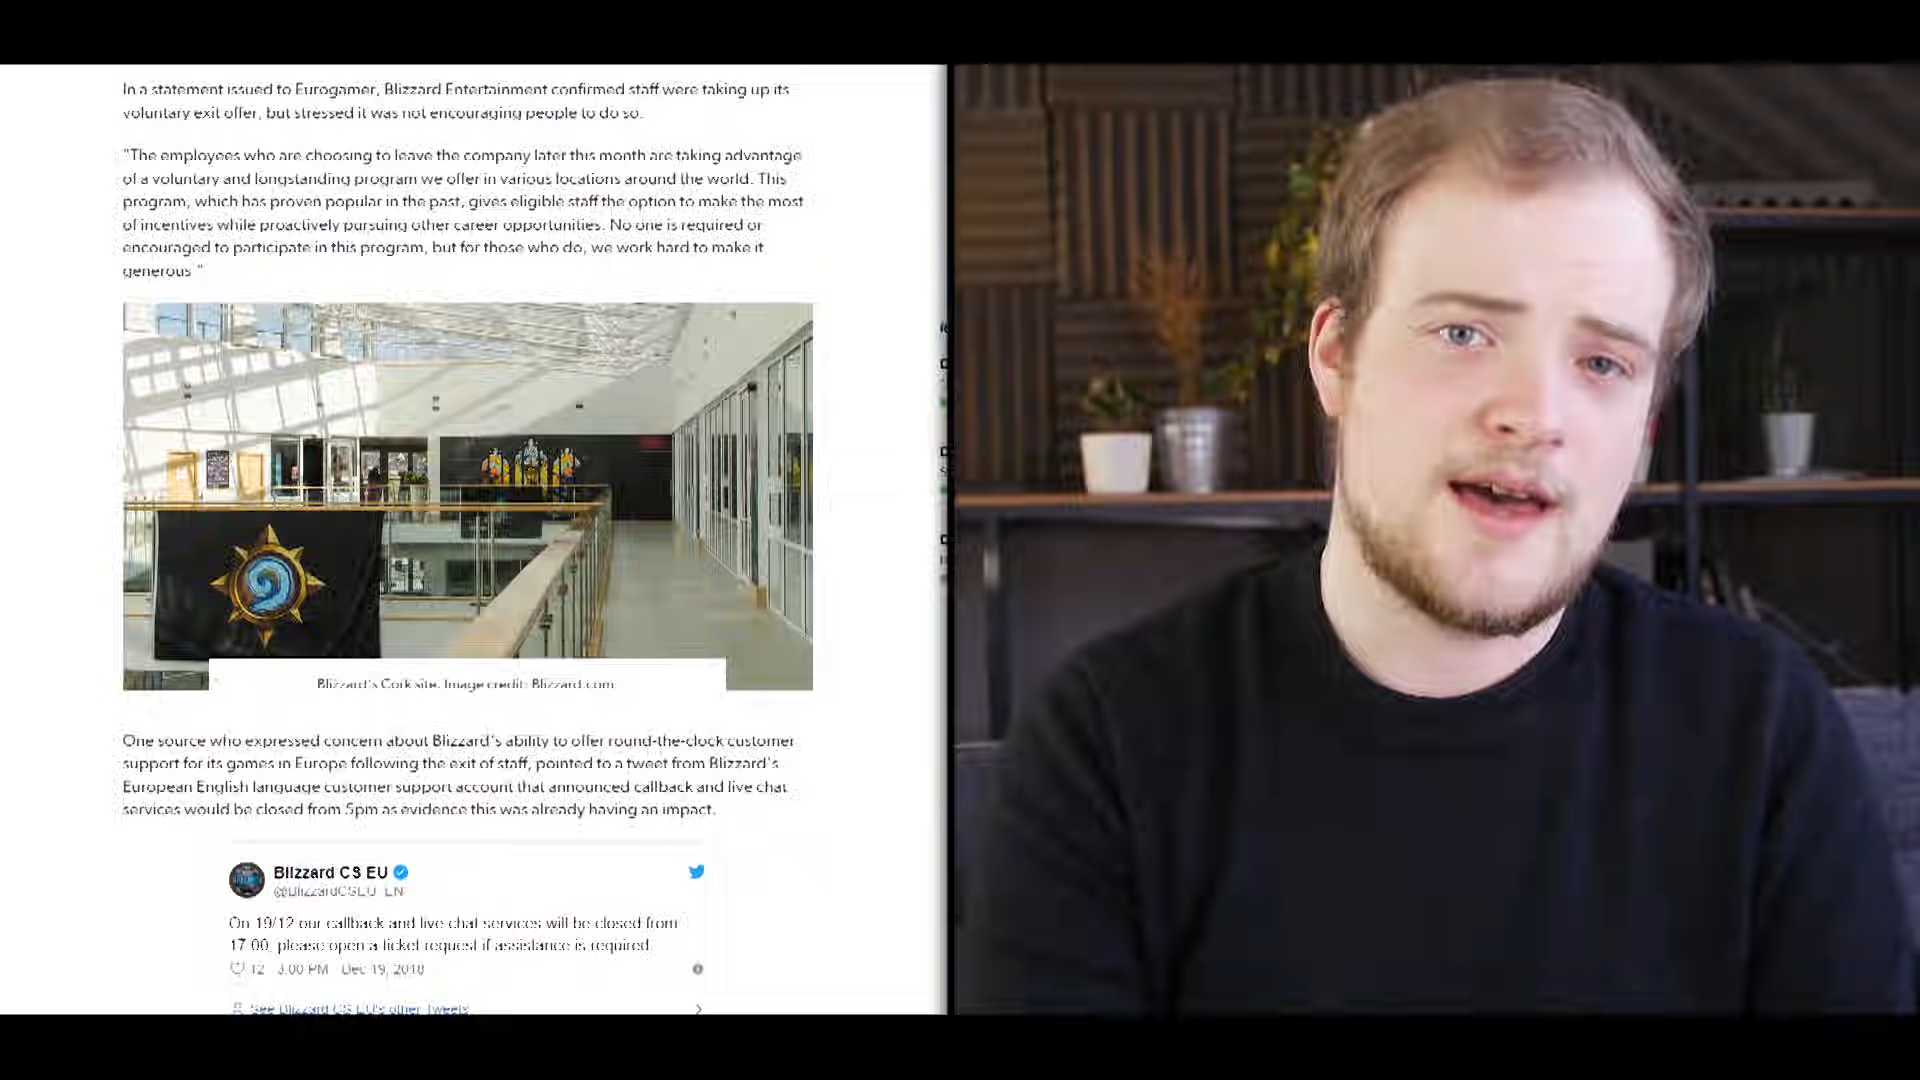 In a statement issued to Eurogamer, Blizzard Entertainment confirmed staff were taking up its
voluntary exit offer, but stressed it was not encouraging people to do so.
"The employees who are choosing to leave the company later this month are taking advantage
of a voluntary and longstanding program we offer in various locations around the world. This
program, which has proven popular in the past, gives eligible staff the option to make the most
of incentives while proactively pursuing other career opportunities. No one is required or
encouraged to participate in this program, but for those who do, we work hard to make it
generous."
Blizzard's Cork site. Image credit: Blizzard.com.
One source who expressed concern about Blizzard's ability to offer round-the-clock customer
support for its games in Europe following the exit of staff, pointed to a tweet from Blizzard's
European English language customer support account that announced callback and live chat
services would be closed from 5pm as evidence this was already having an impact.
Blizzard CS EU
@BlizzardCSEU_EN
On 19/12 our callback and live chat services will be closed from
17:00, please open a ticket request if assistance is required.
12 3:00 PM - Dec 19, 2018
See Blizzard CS EU's other Tweets